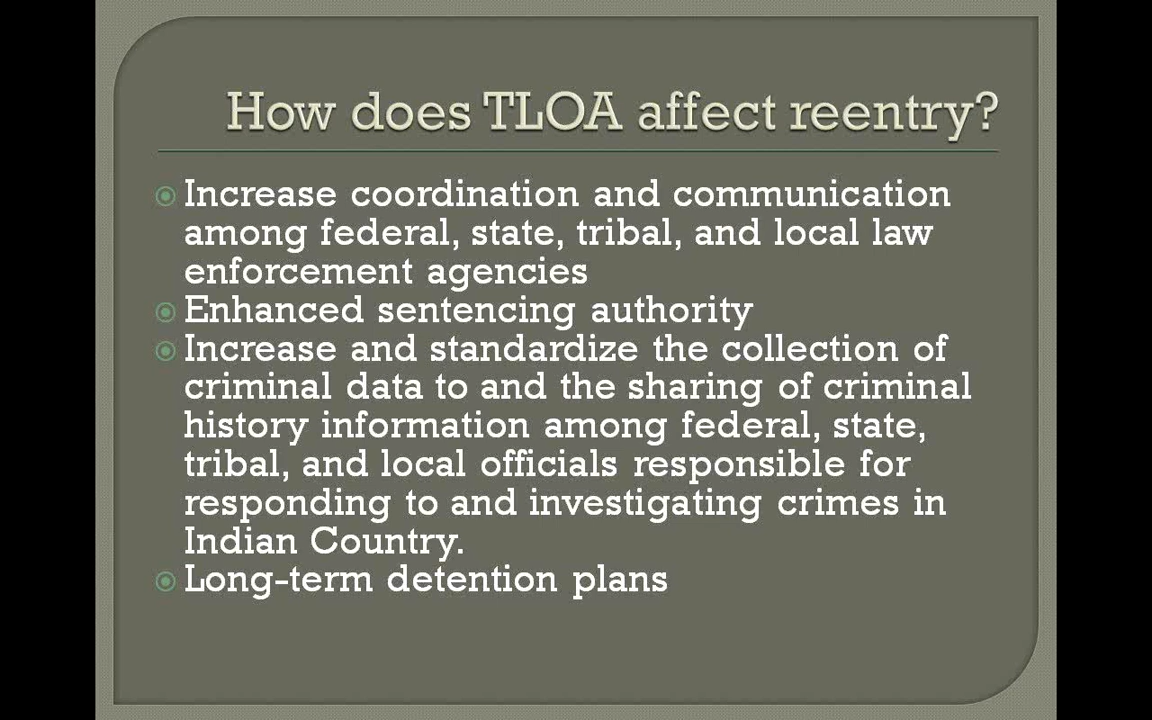 How does TLOA affect reentry?
Increase coordination and communication
among federal, state, tribal, and local law
enforcement agencies
Enhanced sentencing authority
Increase and standardize the collection of
criminal data to and the sharing of criminal
history information among federal, state,
tribal, and local officials responsible for
responding to and investigating crimes in
Indian Country.
Long-term detention plans